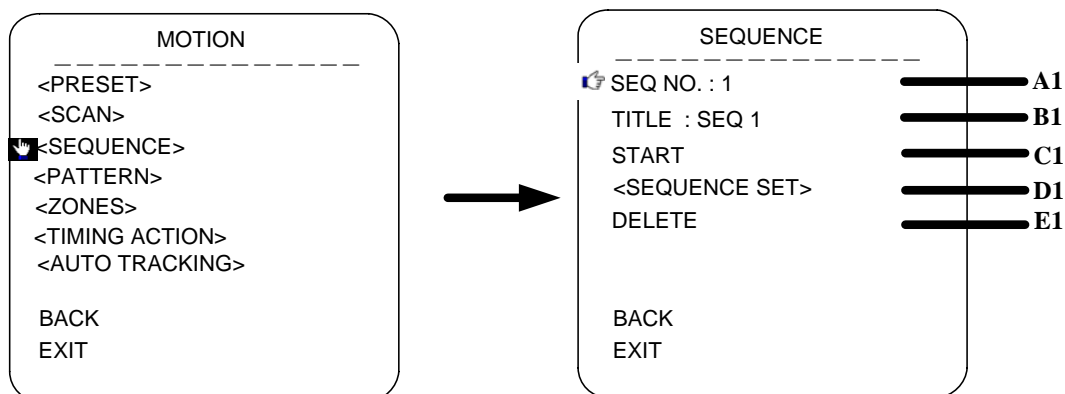 MOTION
<PRESET>
<SCAN>
<SEQUENCE>
<PATTERN>
<ZONES>
<TIMING ACTION>
<AUTO TRACKING>
BACK
EXIT
SEQUENCE
SEQ NO. : 1
TITLE : SEQ 1
START
<SEQUENCE SET>
DELETE
BACK
EXIT
A1
B1
C1
D1
E1